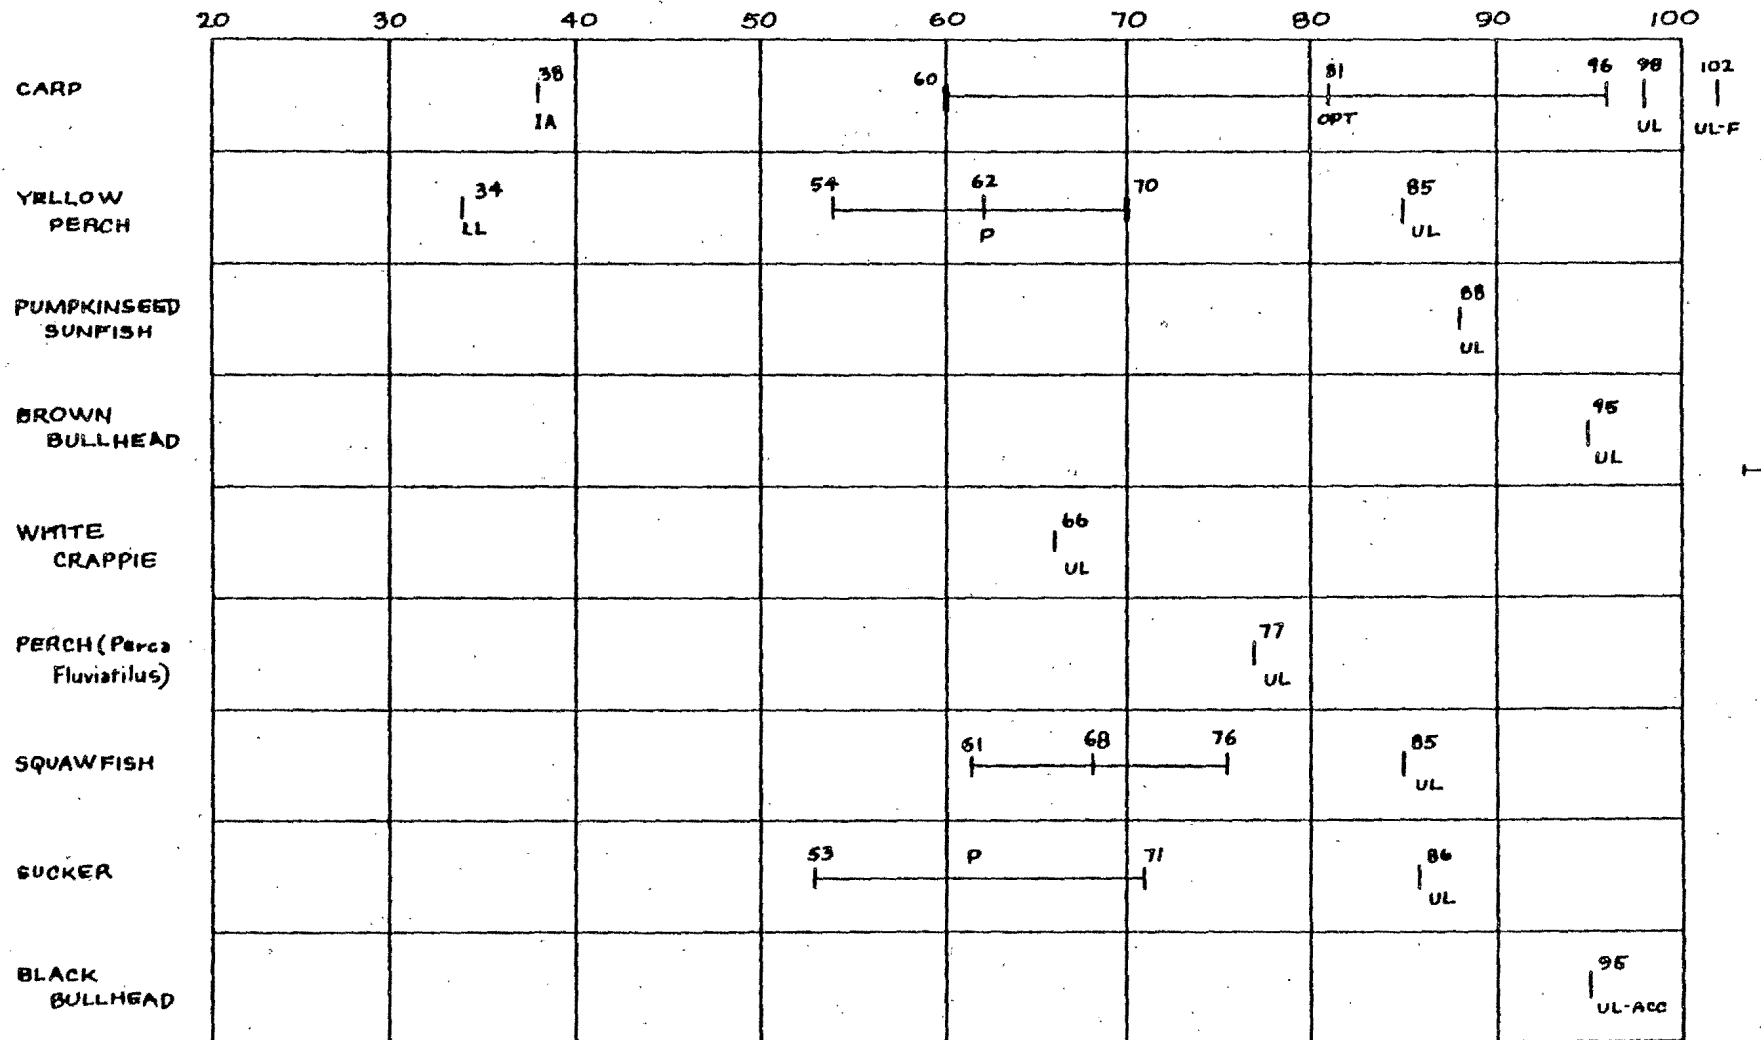 20 30 40 50 60 70 80 90 100
38 60 81 96 98 102
CARP
IA OPT UL UL-F
34 54 62 70 85
YELLOW
PERCH
LL P UL
88
PUMPKINSEED
SUNFISH
UL
95
BROWN
BULLHEAD
UL
66
WHITE
CRAPPIE
UL
77
PERCH (Perca
Fluviatilus)
UL
61 68 76 85
SQUAWFISH
UL
53 P 71 86
SUCKER
UL
95
BLACK
BULLHEAD
UL-ACC